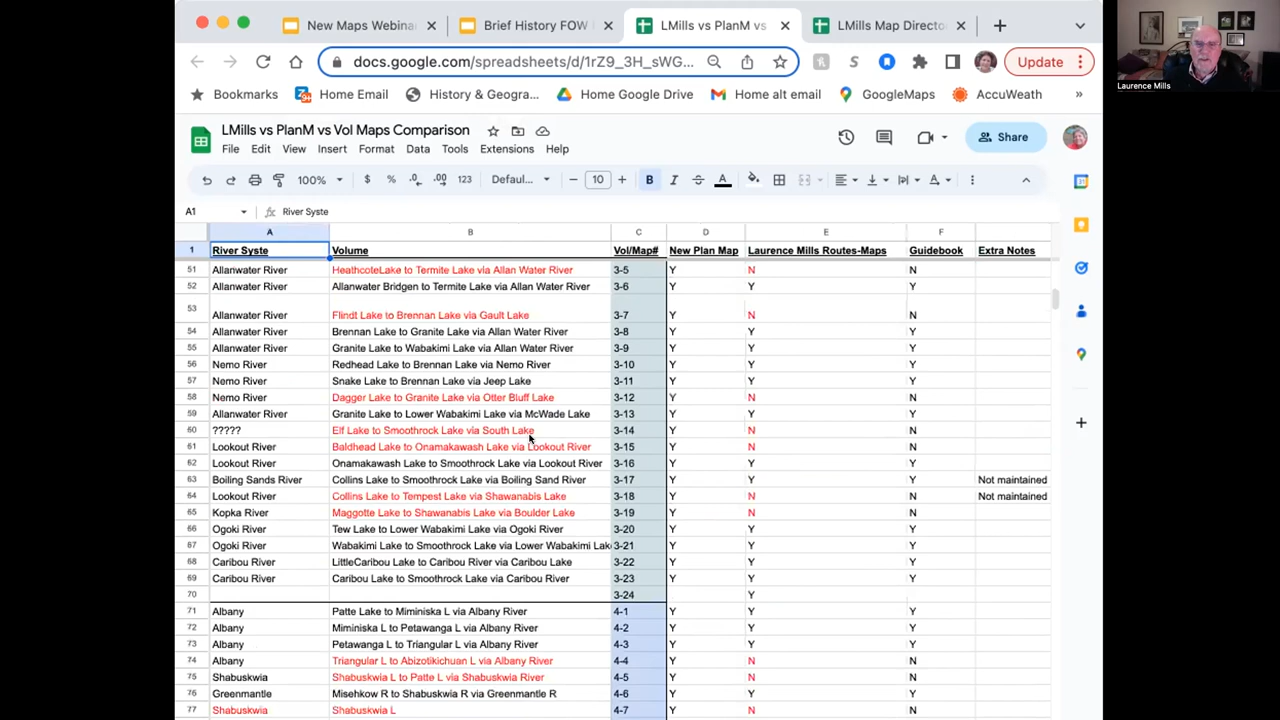 New Maps Webina
Brief History FOW
LMills vs PlanM vs
LMills Map Directo
docs.google.com/spreadsheets/d/1rZ9_3H_sWG...
Update
Bookmarks
Home Email
History & Geogra...
Home Google Drive
Home alt email
GoogleMaps
AccuWeath
»
LMills vs PlanM vs Vol Maps Comparison
File Edit View Insert Format Data Tools Extensions Help
Share
100% $ % .0 .00 123 Defaul... 10 B I S A
A1 fx River Syste
A B C D E F
1 River Syste Volume Vol/Map# New Plan Map Laurence Mills Routes-Maps Guidebook Extra Notes
51 Allanwater River HeathcoteLake to Termite Lake via Allan Water River 3-5 Y N N
52 Allanwater River Allanwater Bridgen to Termite Lake via Allan Water River 3-6 Y Y Y
53 Allanwater River Flindt Lake to Brennan Lake via Gault Lake 3-7 Y N N
54 Allanwater River Brennan Lake to Granite Lake via Allan Water River 3-8 Y Y Y
55 Allanwater River Granite Lake to Wabakimi Lake via Allan Water River 3-9 Y Y Y
56 Nemo River Redhead Lake to Brennan Lake via Nemo River 3-10 Y Y Y
57 Nemo River Snake Lake to Brennan Lake via Jeep Lake 3-11 Y Y Y
58 Nemo River Dagger Lake to Granite Lake via Otter Bluff Lake 3-12 Y N N
59 Allanwater River Granite Lake to Lower Wabakimi Lake via McWade Lake 3-13 Y Y Y
60 ????? Elf Lake to Smoothrock Lake via South Lake 3-14 Y N N
61 Lookout River Baldhead Lake to Onamakawash Lake via Lookout River 3-15 Y N N
62 Lookout River Onamakawash Lake to Smoothrock Lake via Lookout River 3-16 Y Y Y
63 Boiling Sands River Collins Lake to Smoothrock Lake via Boiling Sand River 3-17 Y Y Y Not maintained
64 Lookout River Collins Lake to Tempest Lake via Shawanabis Lake 3-18 Y N N Not maintained
65 Kopka River Maggotte Lake to Shawanabis Lake via Boulder Lake 3-19 Y N N
66 Ogoki River Tew Lake to Lower Wabakimi Lake via Ogoki River 3-20 Y Y Y
67 Ogoki River Wabakimi Lake to Smoothrock Lake via Lower Wabakimi Lak 3-21 Y Y Y
68 Caribou River LittleCaribou Lake to Caribou River via Caribou Lake 3-22 Y Y Y
69 Caribou River Caribou Lake to Smoothrock Lake via Caribou River 3-23 Y Y Y
70 3-24 Y
71 Albany Patte Lake to Miminiska L via Albany River 4-1 Y Y Y
72 Albany Miminiska L to Petawanga L via Albany River 4-2 Y Y Y
73 Albany Petawanga L to Triangular L via Albany River 4-3 Y Y Y
74 Albany Triangular L to Abizotikichuan L via Albany River 4-4 Y N N
75 Shabuskwia Shabuskwia L to Patte L via Shabuskwia River 4-5 Y N N
76 Greenmantle Misehkow R to Shabuskwia R via Greenmantle R 4-6 Y Y Y
77 Shabuskwia Shabuskwia L 4-7 Y N N
Laurence Mills